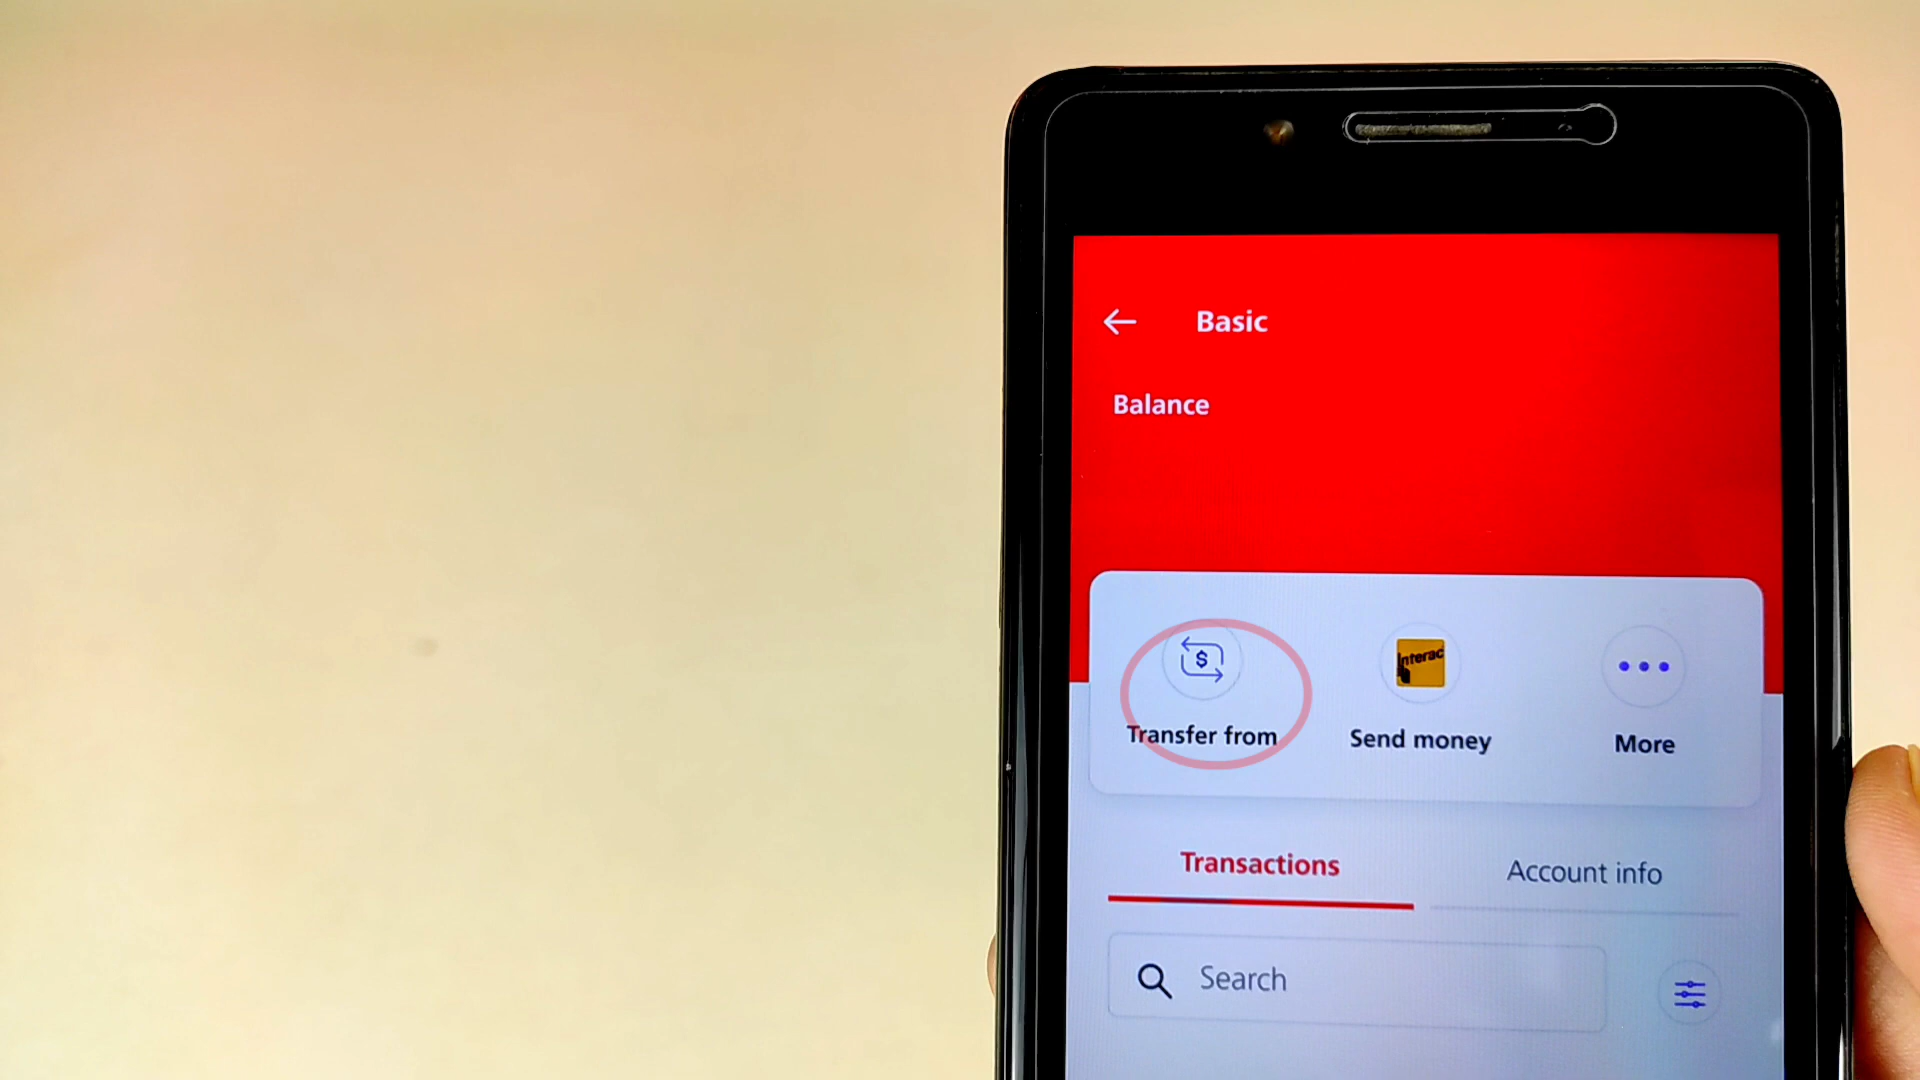 Basic
Balance
$
Interac
Transfer from
Send money
More
Transactions
Account info
Search